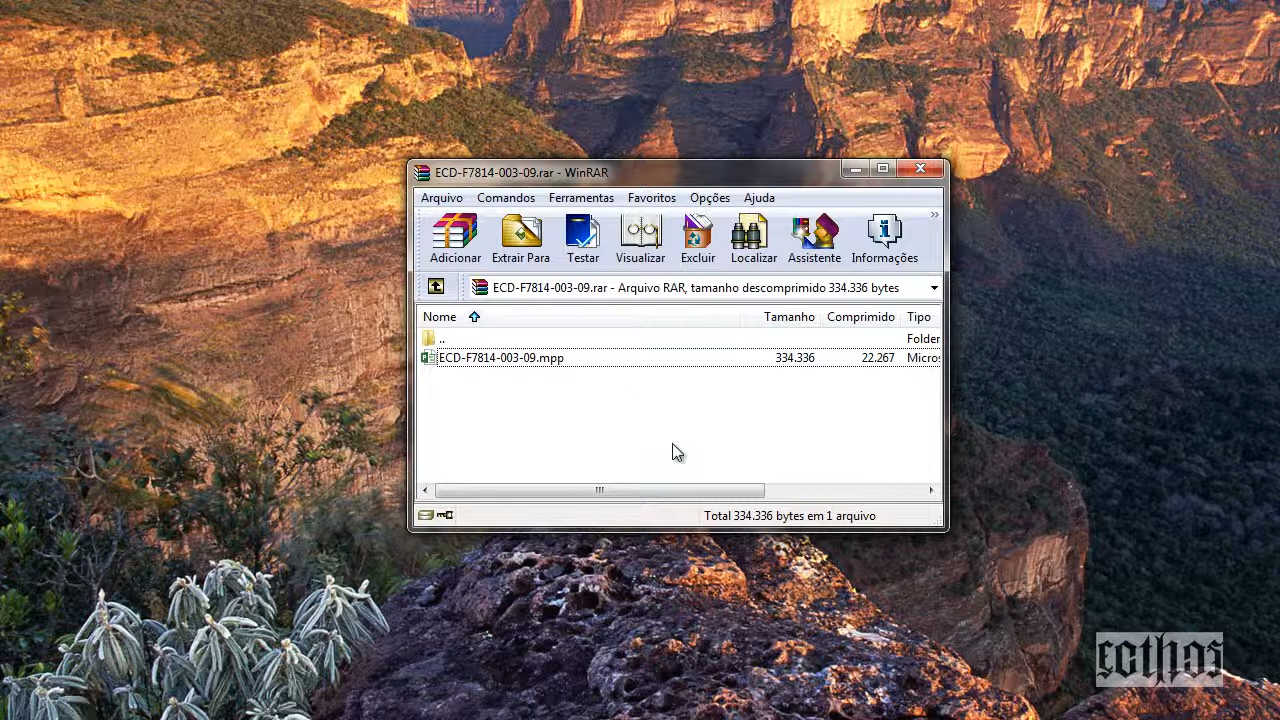 ECD-F7814-003-09.rar - WinRAR
Arquivo Comandos Ferramentas Favoritos Opções Ajuda
Adicionar Extrair Para Testar Visualizar Excluir Localizar Assistente Informações
ECD-F7814-003-09.rar - Arquivo RAR, tamanho descomprimido 334.336 bytes
Nome Tamanho Comprimido Tipo
.. Folder
ECD-F7814-003-09.mpp 334.336 22.267 Micros
Total 334.336 bytes em 1 arquivo